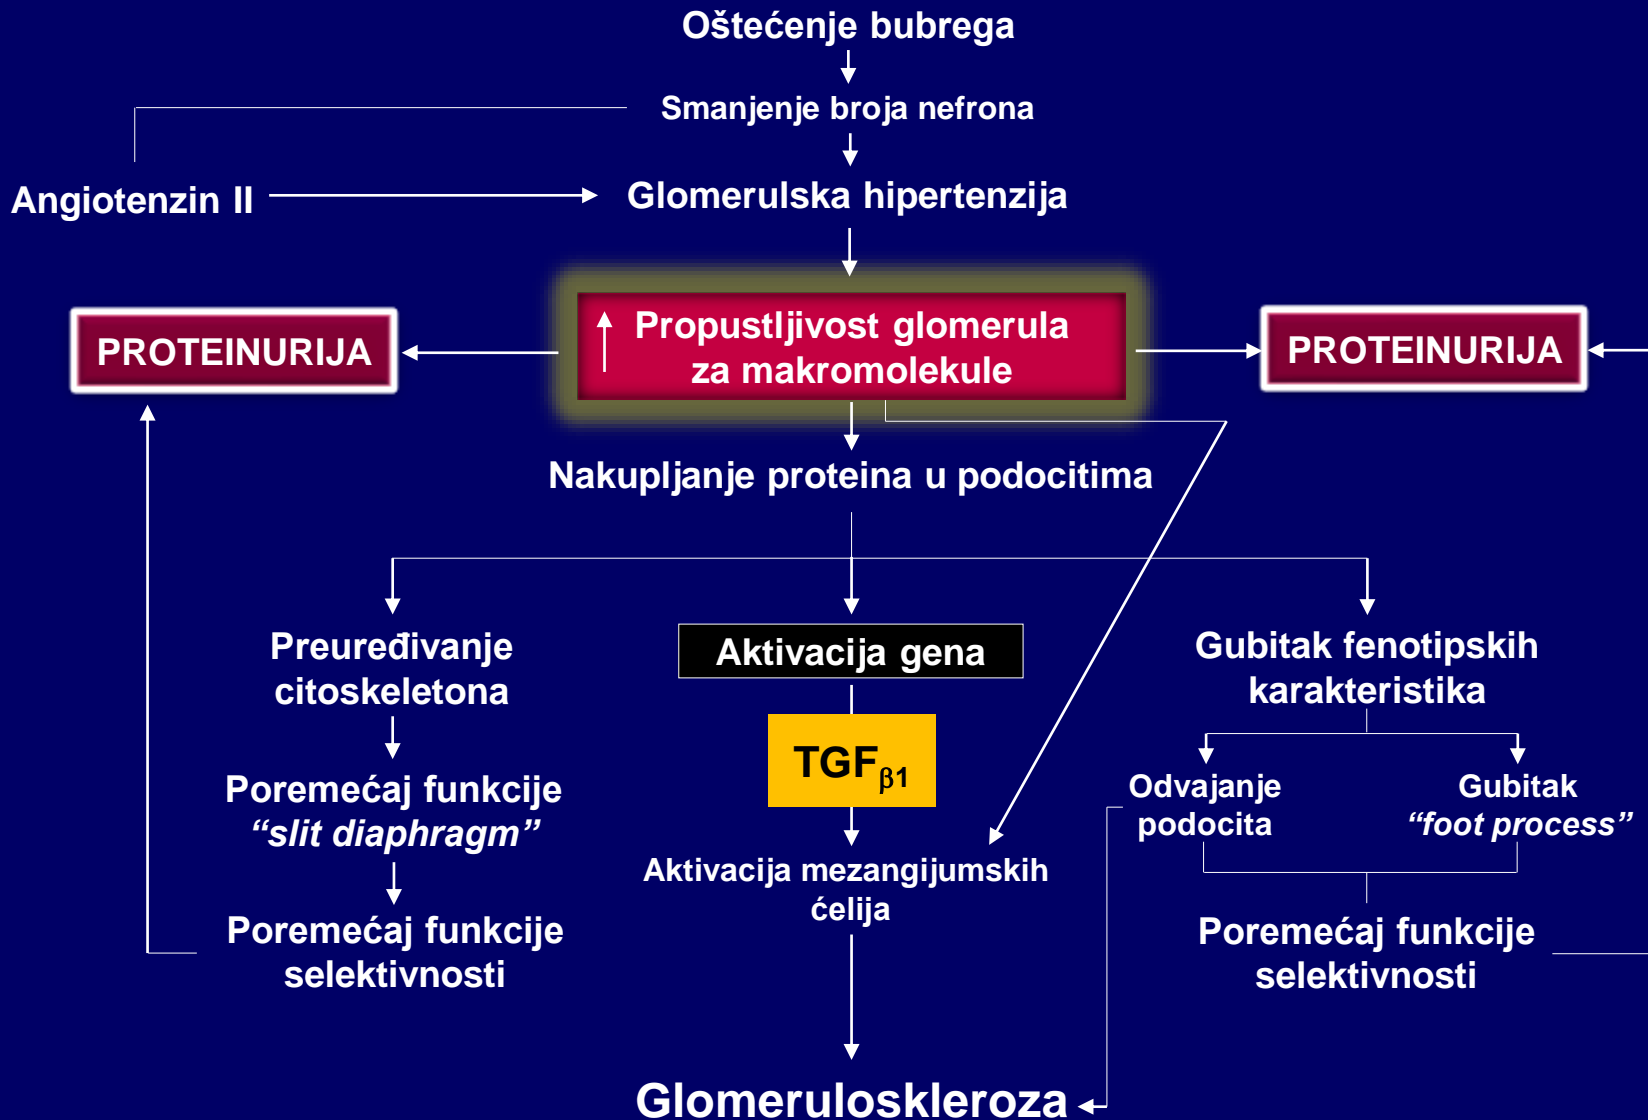 Oštećenje bubrega
Smanjenje broja nefrona
Angiotenzin II
Glomerulska hipertenzija
PROTEINURIJA
Propustljivost glomerula
za makromolekule
PROTEINURIJA
Nakupljanje proteina u podocitima
Preuređivanje
citoskeletona
Aktivacija gena
Gubitak fenotipskih
karakteristika
TGFβ1
Poremećaj funkcije
“slit diaphragm”
Odvajanje
podocita
Gubitak
“foot process”
Aktivacija mezangijumskih
ćelija
Poremećaj funkcije
selektivnosti
Poremećaj funkcije
selektivnosti
Glomeruloskleroza